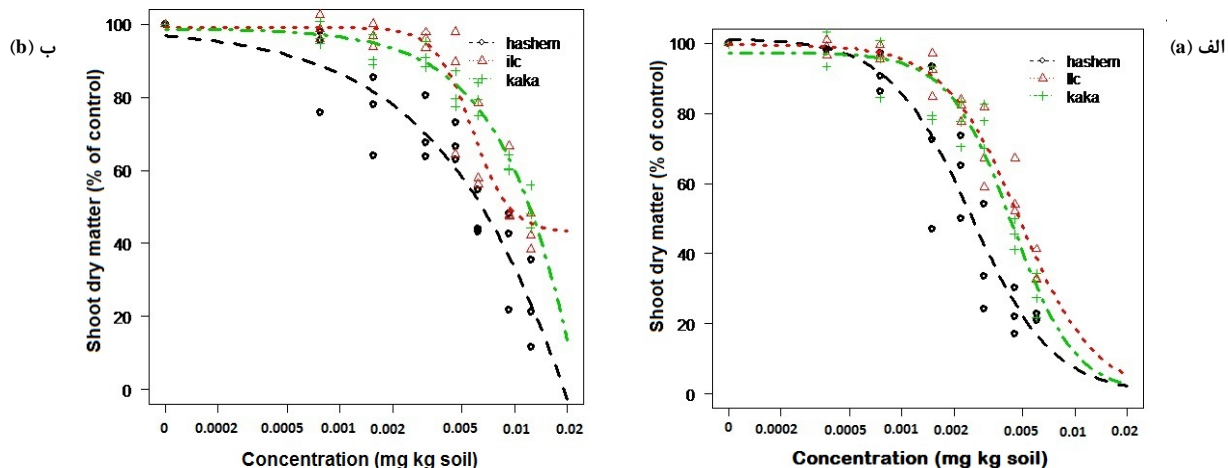 ب (b)
Shoot dry matter (% of control)
100
80
60
40
20
0
hashem
ilc
kaka
0 0.0002 0.0005 0.001 0.002 0.005 0.01 0.02
Concentration (mg kg soil)
الف (a)
Shoot dry matter (% of control)
100
80
60
40
20
0
hashem
ilc
kaka
0 0.0002 0.0005 0.001 0.002 0.005 0.01 0.02
Concentration (mg kg soil)